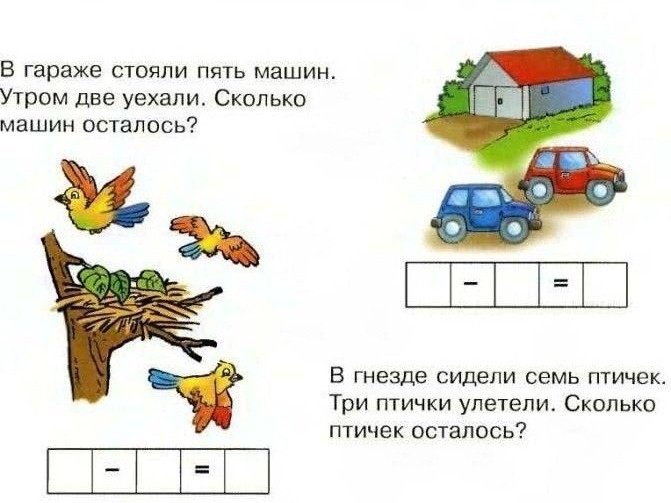 В гараже стояли пять машин.
Утром две уехали. Сколько
машин осталось?
– =
В гнезде сидели семь птичек.
Три птички улетели. Сколько
птичек осталось?
– =